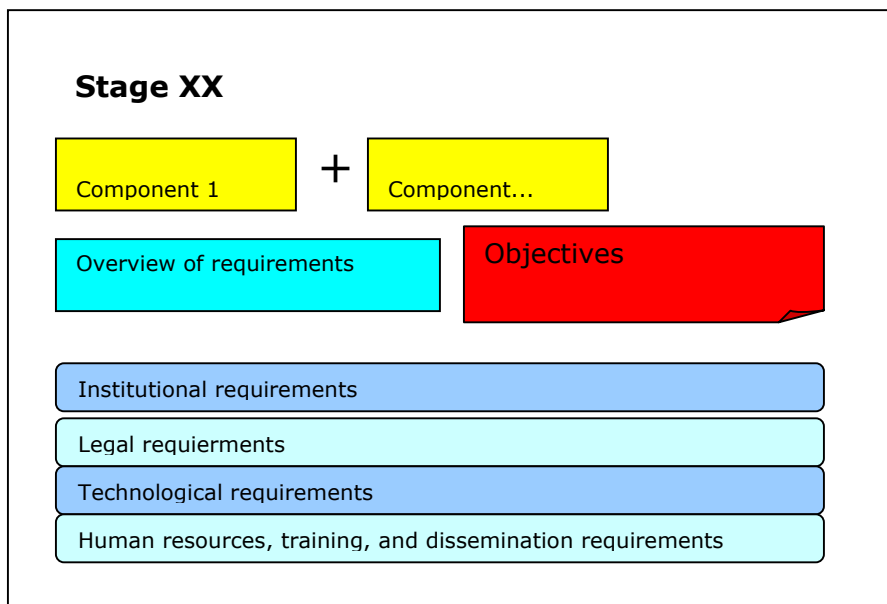 Stage XX
Component 1
+
Component...
Overview of requirements
Objectives
Institutional requirements
Legal requierments
Technological requirements
Human resources, training, and dissemination requirements